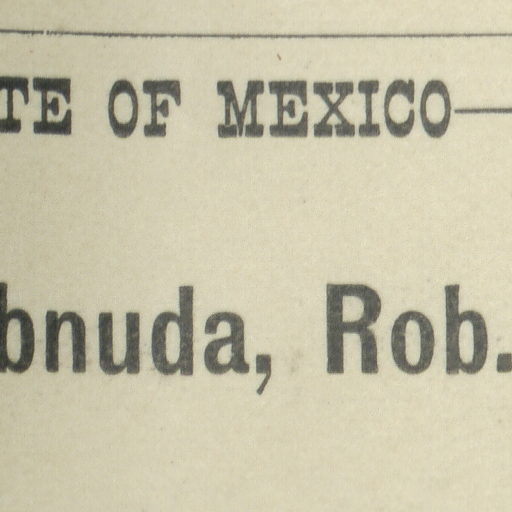 TE OF MEXICO—
bnuda, Rob.